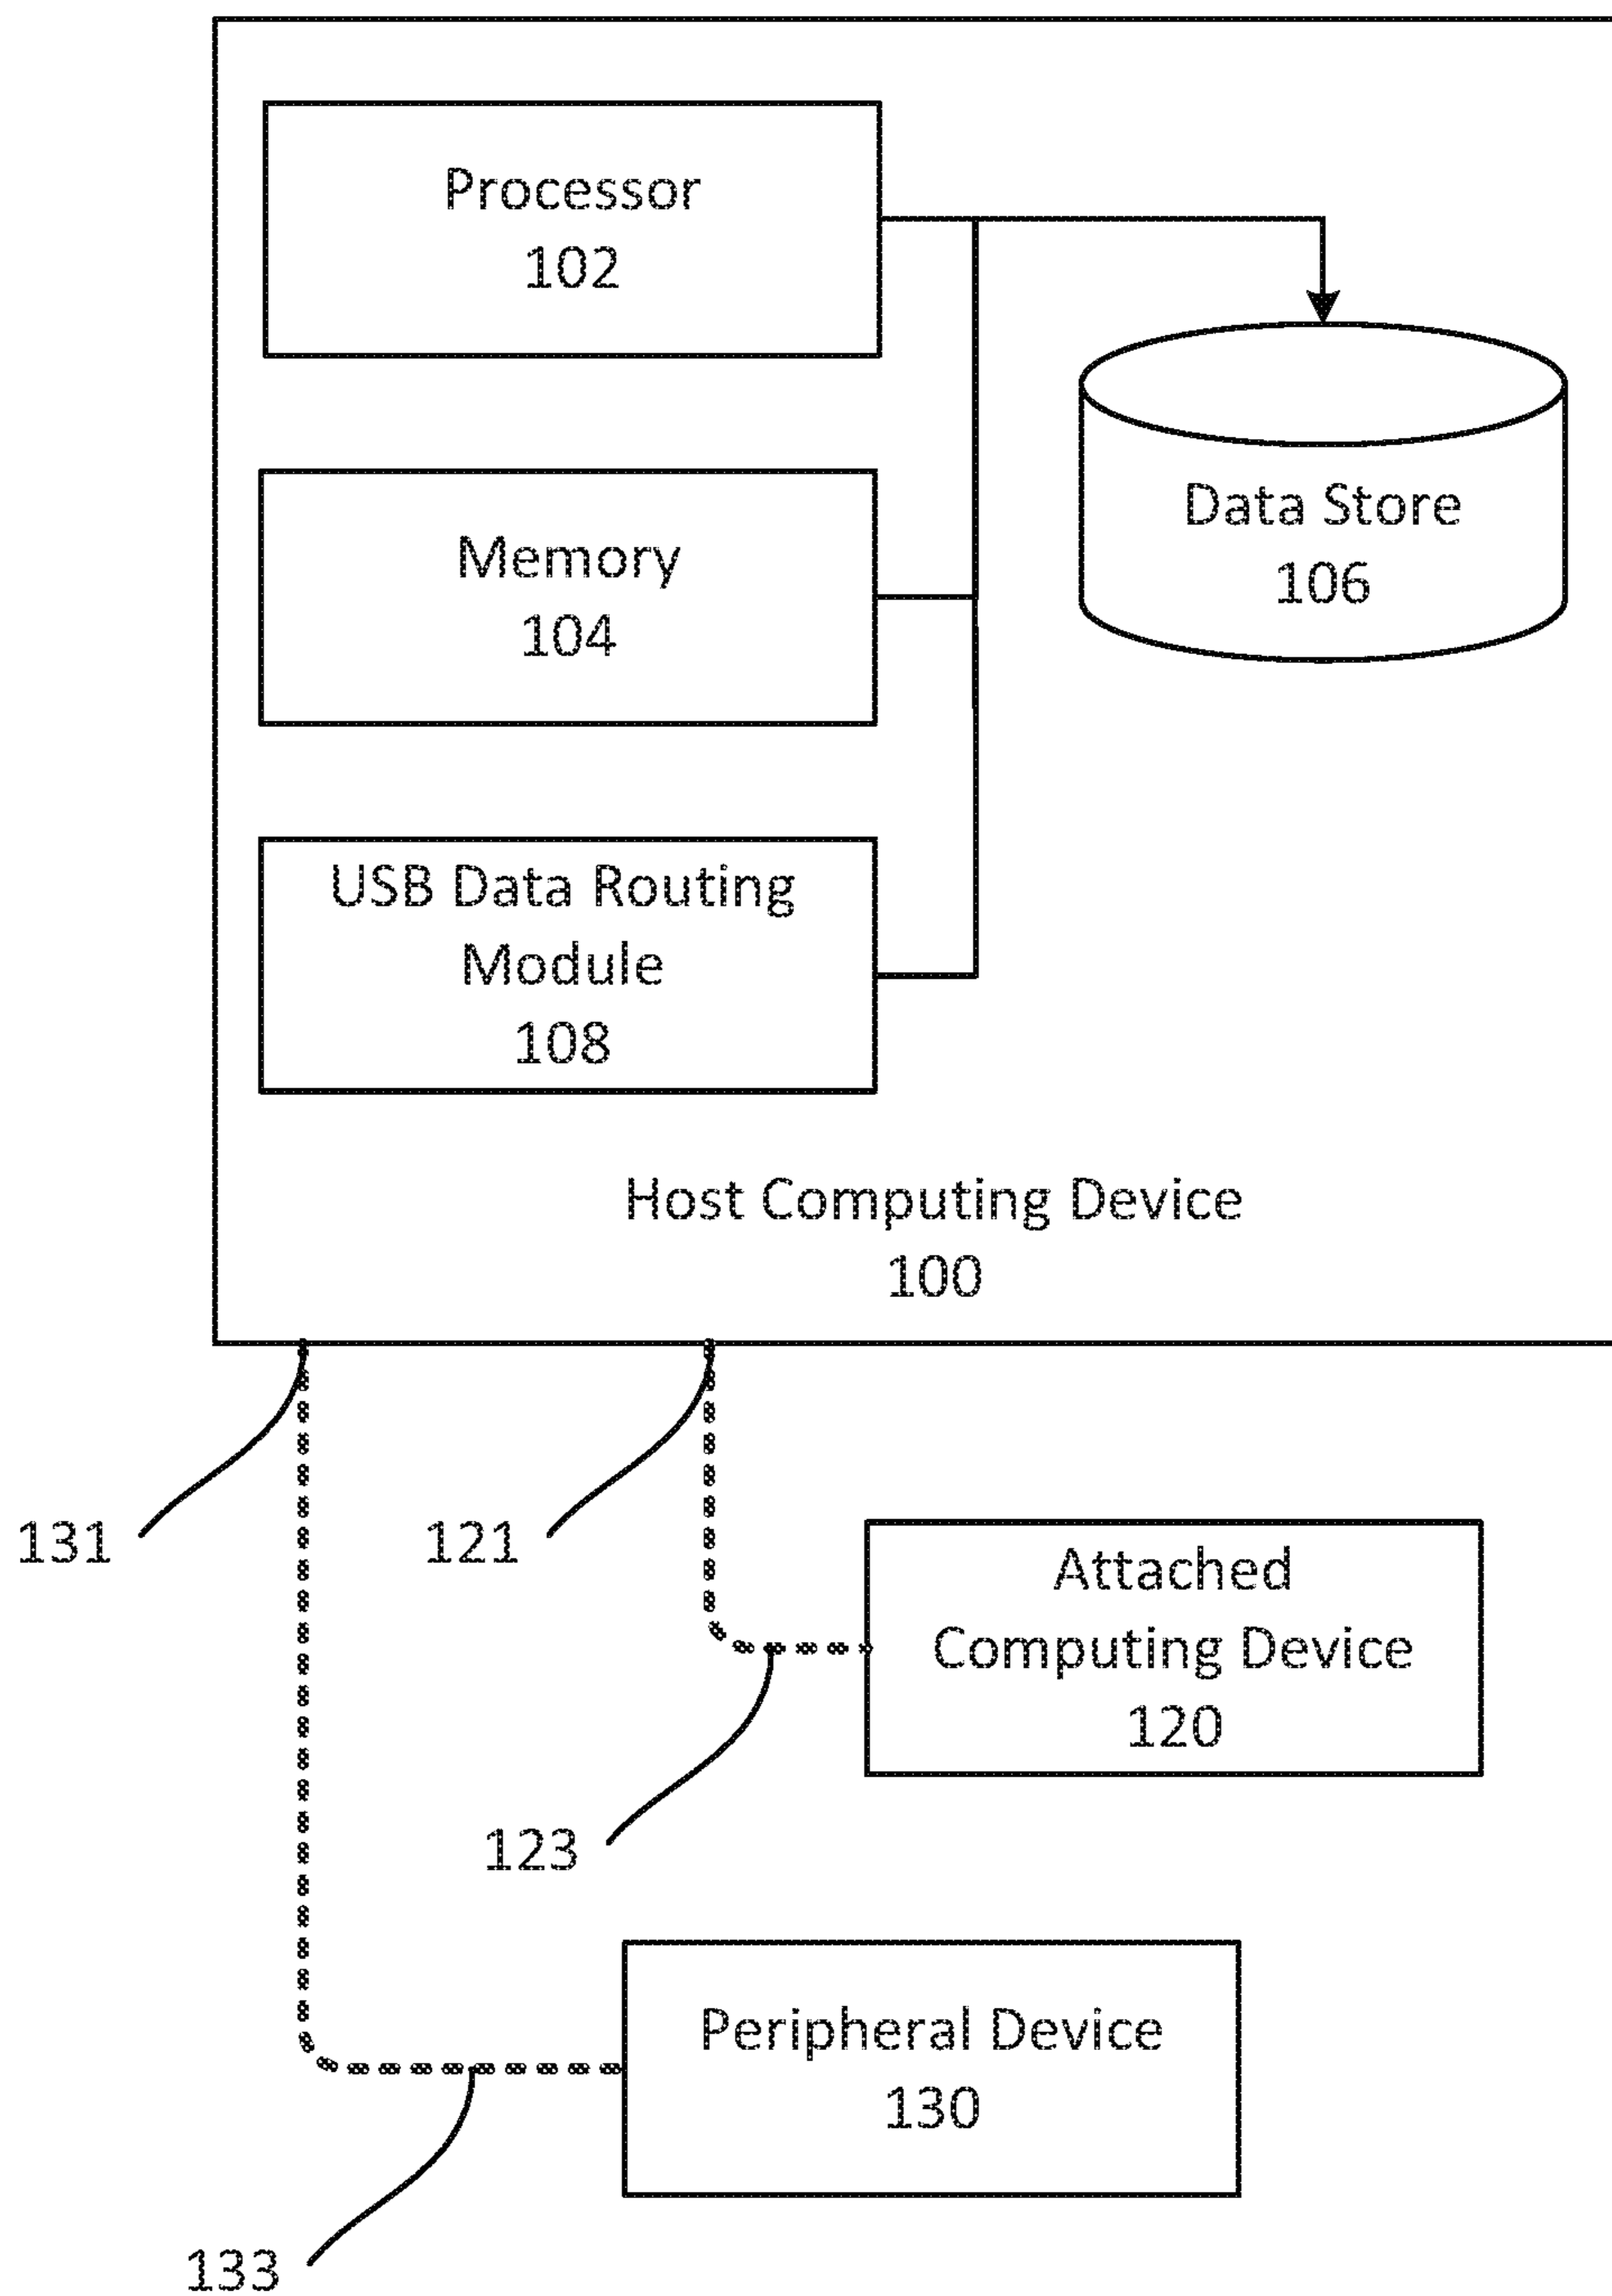 Processor
102
Data Store
106
Memory
104
USB Data Routing
Module
108
Host Computing Device
100
131
121
Attached
Computing Device
120
123
Peripheral Device
130
133